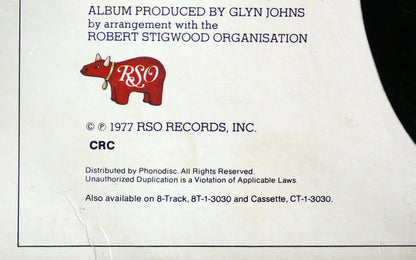 ALBUM PRODUCED BY GLYN JOHNS
by arrangement with the
ROBERT STIGWOOD ORGANISATION
RSO
© ℗ 1977 RSO RECORDS, INC.
CRC
Distributed by Phonodisc. All Rights Reserved.
Unauthorized Duplication is a Violation of Applicable Laws.
Also available on 8-Track, 8T-1-3030 and Cassette, CT-1-3030.